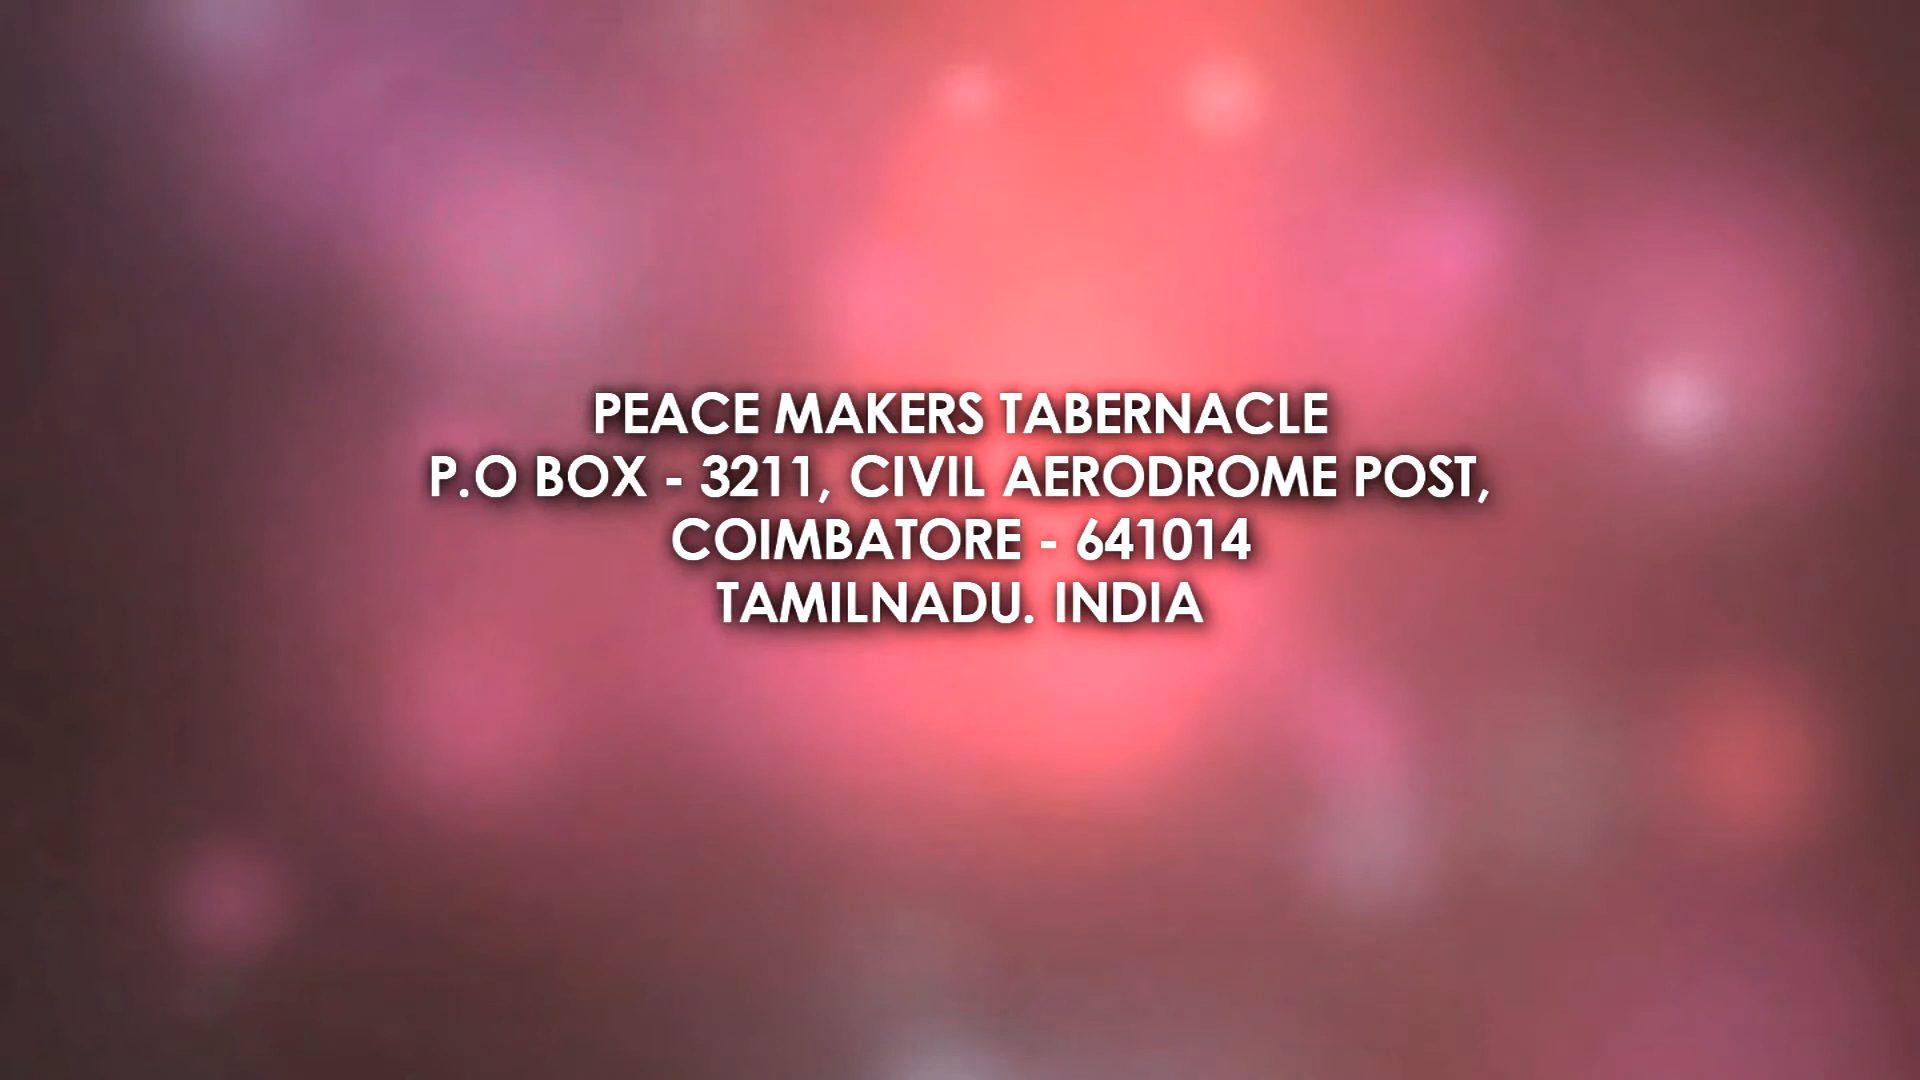 PEACE MAKERS TABERNACLE
P.O BOX - 3211, CIVIL AERODROME POST,
COIMBATORE - 641014
TAMILNADU. INDIA